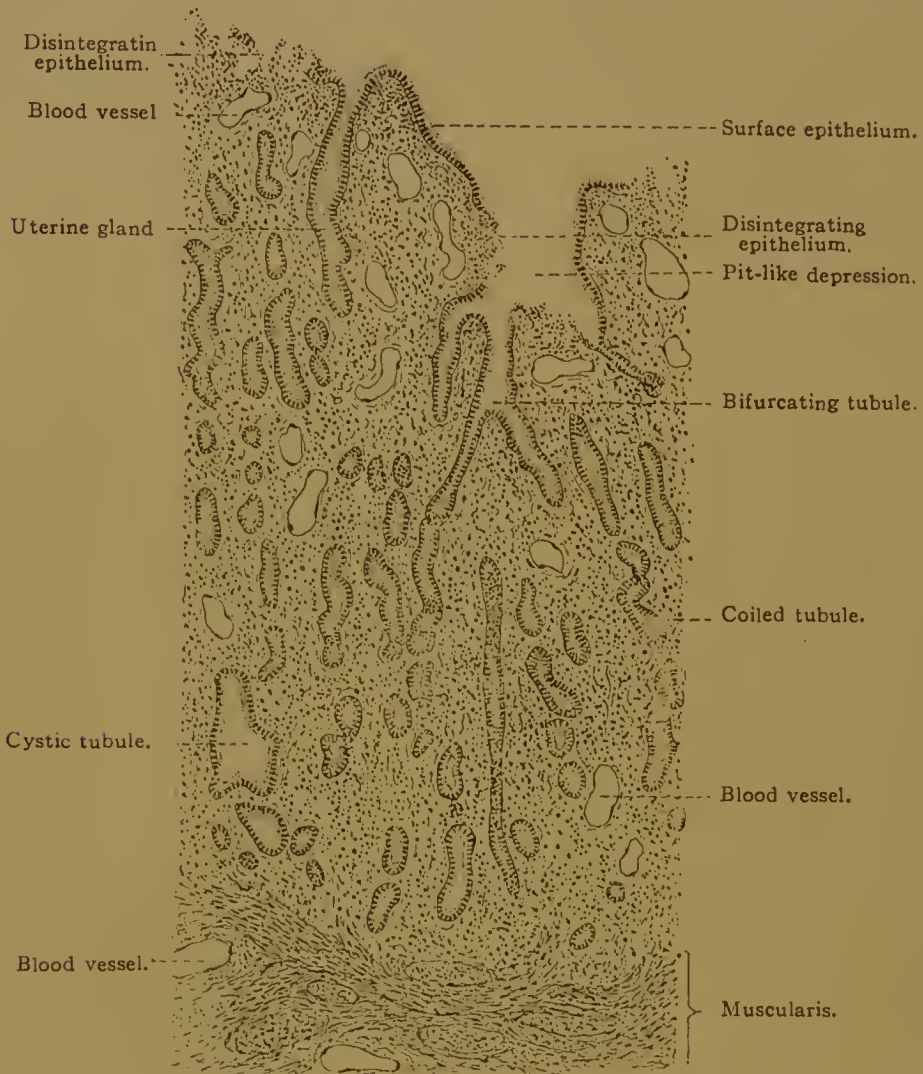 Disintegratin
epithelium.
Blood vessel
Uterine gland
Cystic tubule.
Blood vessel.
Surface epithelium.
Disintegrating
epithelium.
Pit-like depression.
Bifurcating tubule.
Coiled tubule.
Blood vessel.
Muscularis.